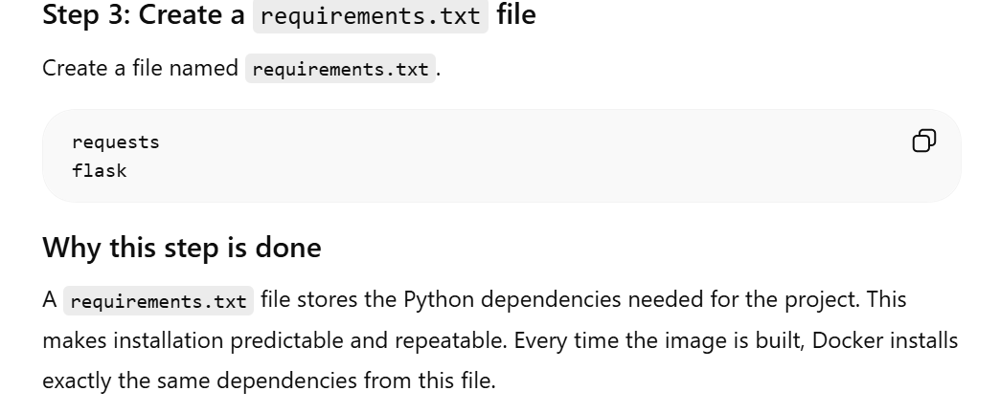 Step 3: Create a requirements.txt file
Create a file named requirements.txt.
requests
flask
Why this step is done
A requirements.txt file stores the Python dependencies needed for the project. This
makes installation predictable and repeatable. Every time the image is built, Docker installs
exactly the same dependencies from this file.